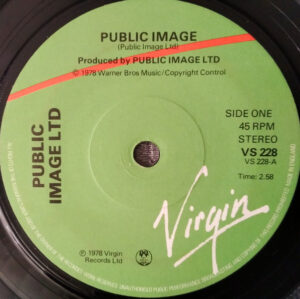 PUBLIC IMAGE
(Public Image Ltd)
Produced by PUBLIC IMAGE LTD
© 1978 Warner Bros Music/Copyright Control
SIDE ONE
45 RPM
STEREO
VS 228
VS 228-A
Time: 2.58
PUBLIC
IMAGE LTD
Virgin
℗ 1978 Virgin
Records Ltd